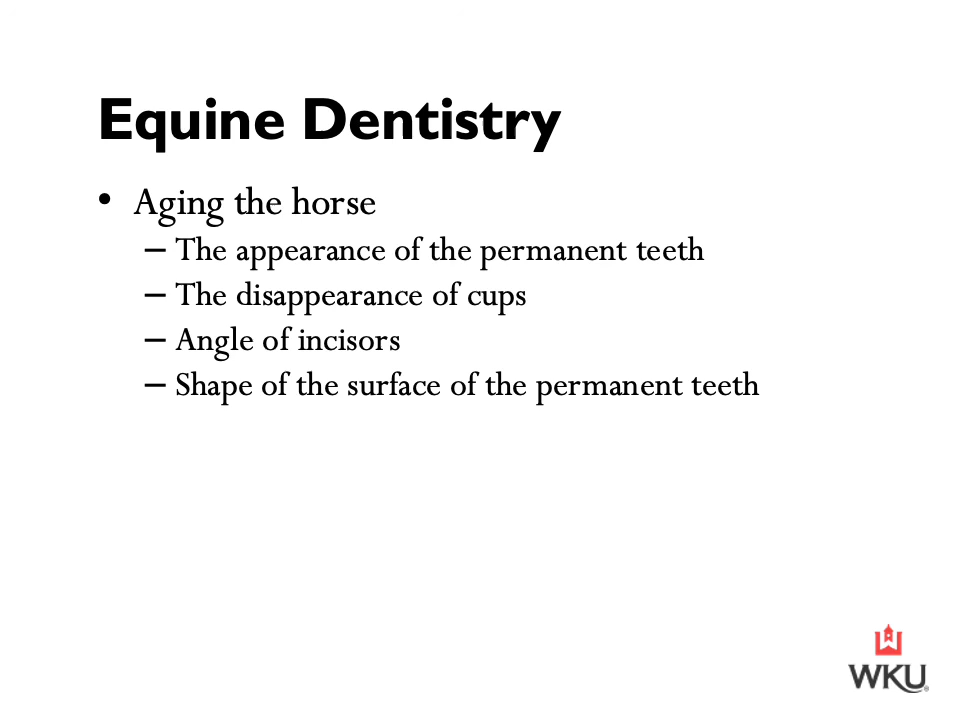 Equine Dentistry
• Aging the horse
– The appearance of the permanent teeth
– The disappearance of cups
– Angle of incisors
– Shape of the surface of the permanent teeth
WKU®